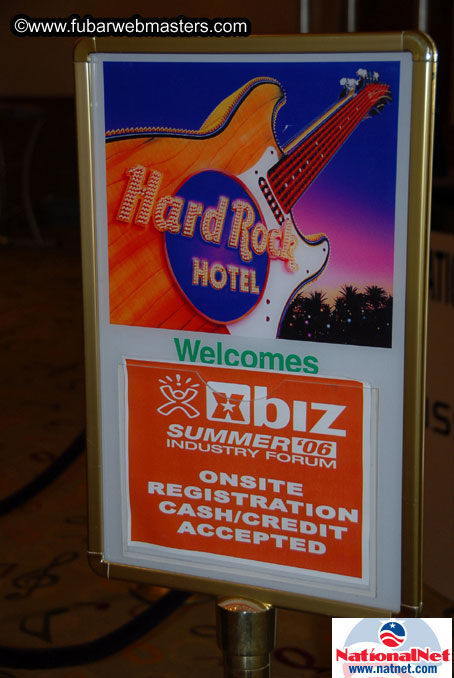 © www.fubarwebmasters.com
Hard Rock
HOTEL
Welcomes
Xbiz
SUMMER '06
INDUSTRY FORUM
ONSITE
REGISTRATION
CASH/CREDIT
ACCEPTED
NationalNet
www.natnet.com